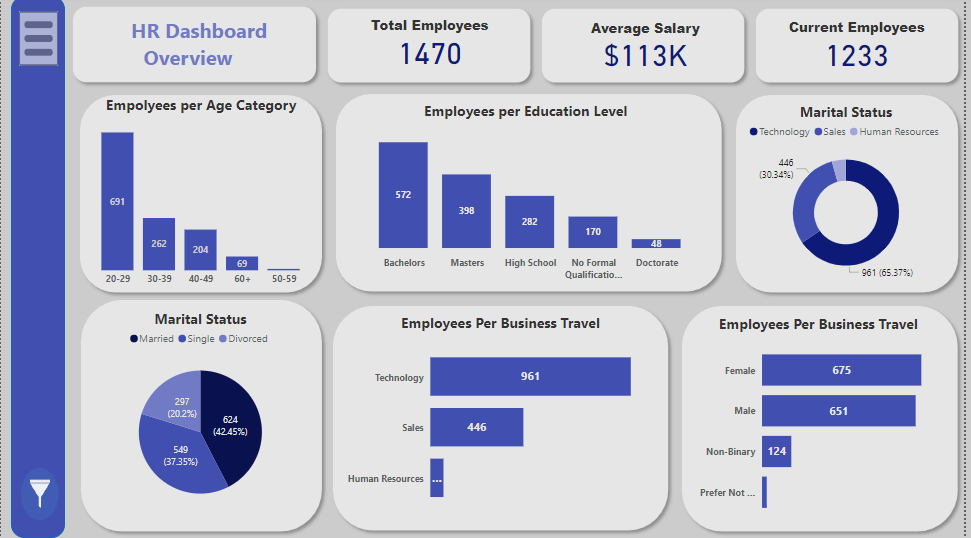 HR Dashboard
Overview
Total Employees
1470
Average Salary
$113K
Current Employees
1233
Empolyees per Age Category
691
262
204
69
20-29 30-39 40-49 60+ 50-59
Employees per Education Level
572
398
282
170
48
Bachelors Masters High School No Formal Doctorate
Qualificatio...
Marital Status
Technology Sales Human Resources
446
(30.34%)
961 (65.37%)
Marital Status
Married Single Divorced
297
(20.2%)
624
(42.45%)
549
(37.35%)
Employees Per Business Travel
Technology 961
Sales 446
Human Resources ...
Employees Per Business Travel
Female 675
Male 651
Non-Binary 124
Prefer Not ...